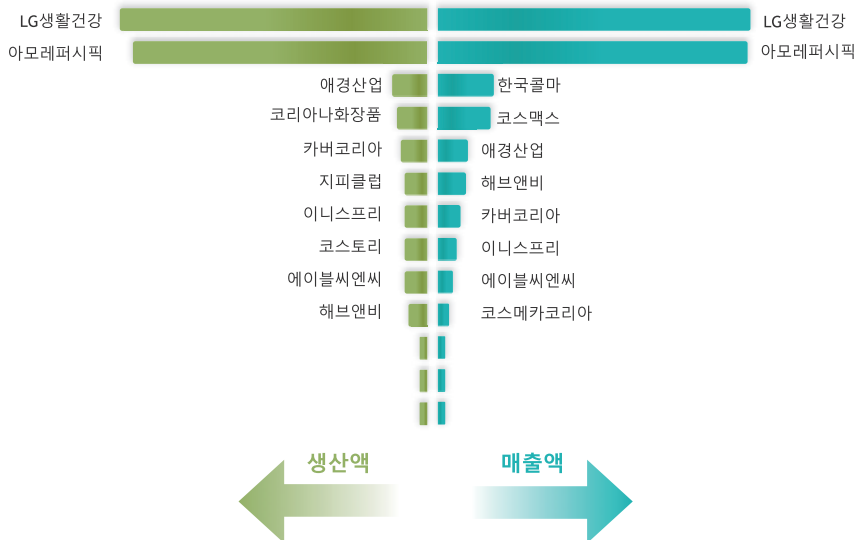 LG생활건강
LG생활건강
아모레퍼시픽
아모레퍼시픽
애경산업
한국콜마
코리아나화장품
코스맥스
카버코리아
애경산업
지피클럽
해브앤비
이니스프리
카버코리아
코스토리
이니스프리
에이블씨엔씨
에이블씨엔씨
해브앤비
코스메카코리아
생산액
매출액